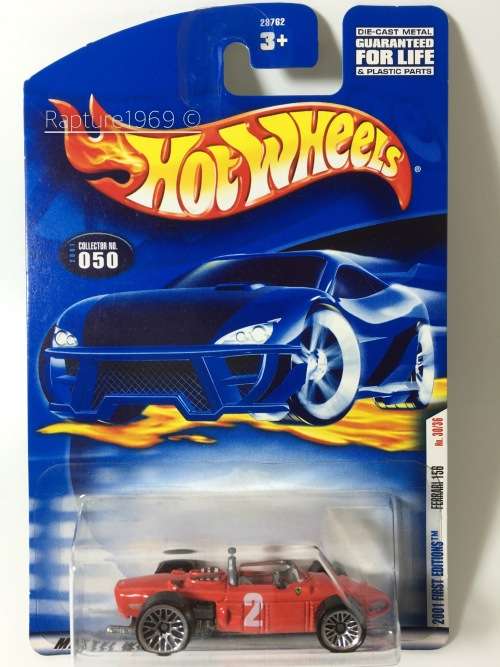 28762
3+
DIE-CAST METAL
GUARANTEED
FOR LIFE
& PLASTIC PARTS
Rapture1969 ©
HOT WHEELS®
2001
COLLECTOR NO.
050
2001 FIRST EDITIONS™
FERRARI 156
No. 30/36
2